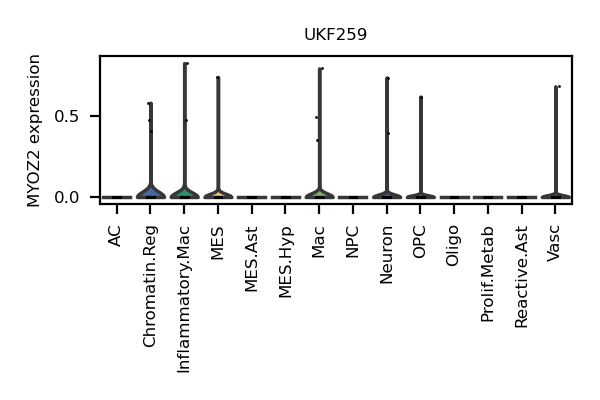 UKF259
MYOZ2 expression
0.5
0.0
AC
Chromatin.Reg
Inflammatory.Mac
MES
MES.Ast
MES.Hyp
Mac
NPC
Neuron
OPC
Oligo
Prolif.Metab
Reactive.Ast
Vasc